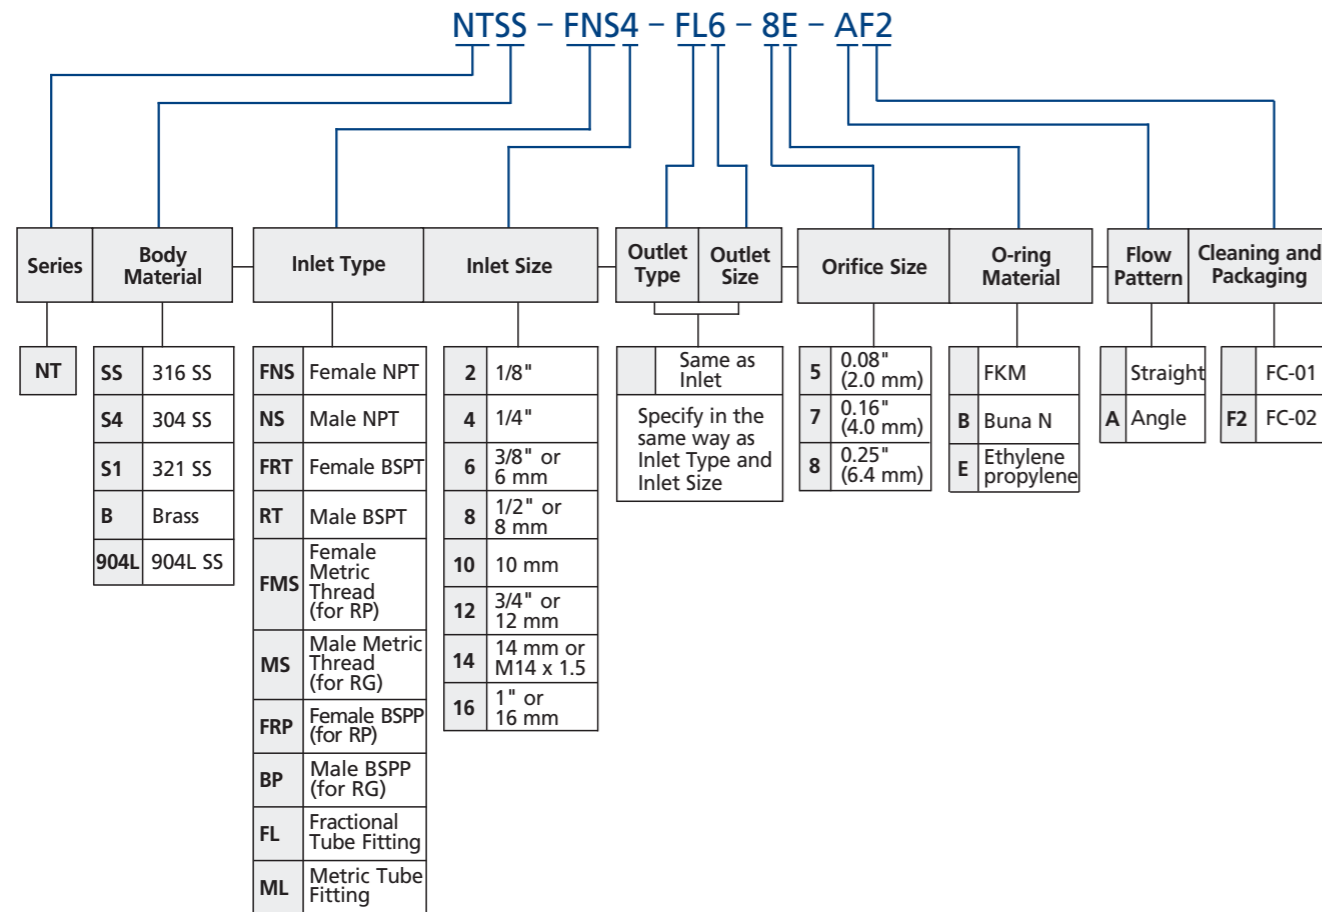 NTSS – FNS4 – FL6 – 8E – AF2
Series
Body
Material
Inlet Type
Inlet Size
Outlet
Type
Outlet
Size
Orifice Size
O-ring
Material
Flow
Pattern
Cleaning and
Packaging
NT
SS 316 SS
S4 304 SS
S1 321 SS
B Brass
904L 904L SS
FNS Female NPT
NS Male NPT
FRT Female BSPT
RT Male BSPT
FMS Female
Metric
Thread
(for RP)
MS Male Metric
Thread
(for RG)
FRP Female BSPP
(for RP)
BP Male BSPP
(for RG)
FL Fractional
Tube Fitting
ML Metric Tube
Fitting
2 1/8"
4 1/4"
6 3/8" or
6 mm
8 1/2" or
8 mm
10 10 mm
12 3/4" or
12 mm
14 14 mm or
M14 x 1.5
16 1" or
16 mm
Same as
Inlet
Specify in the
same way as
Inlet Type and
Inlet Size
5 0.08"
(2.0 mm)
7 0.16"
(4.0 mm)
8 0.25"
(6.4 mm)
FKM
B Buna N
E Ethylene
propylene
Straight
A Angle
FC-01
F2 FC-02